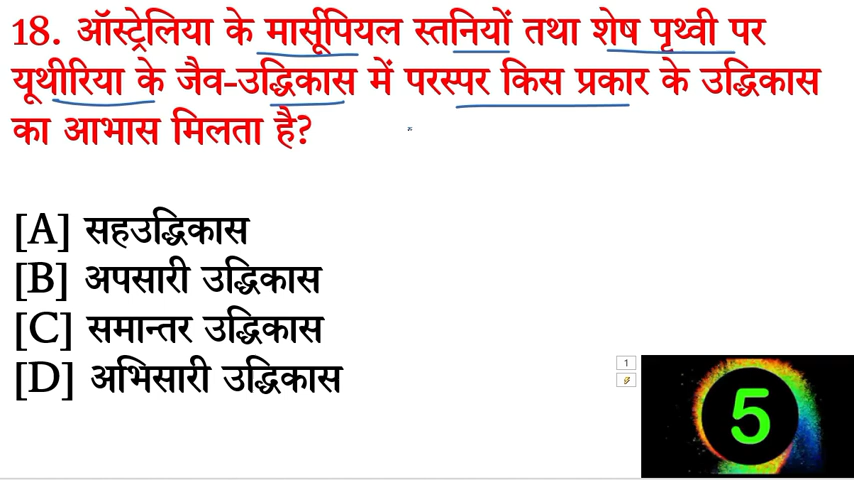 18. ऑस्ट्रेलिया के मार्सूपियल स्तनियों तथा शेष पृथ्वी पर
यूथीरिया के जैव-उद्धिकास में परस्पर किस प्रकार के उद्धिकास
का आभास मिलता है?
[A] सहउद्धिकास
[B] अपसारी उद्धिकास
[C] समान्तर उद्धिकास
[D] अभिसारी उद्धिकास
1
5